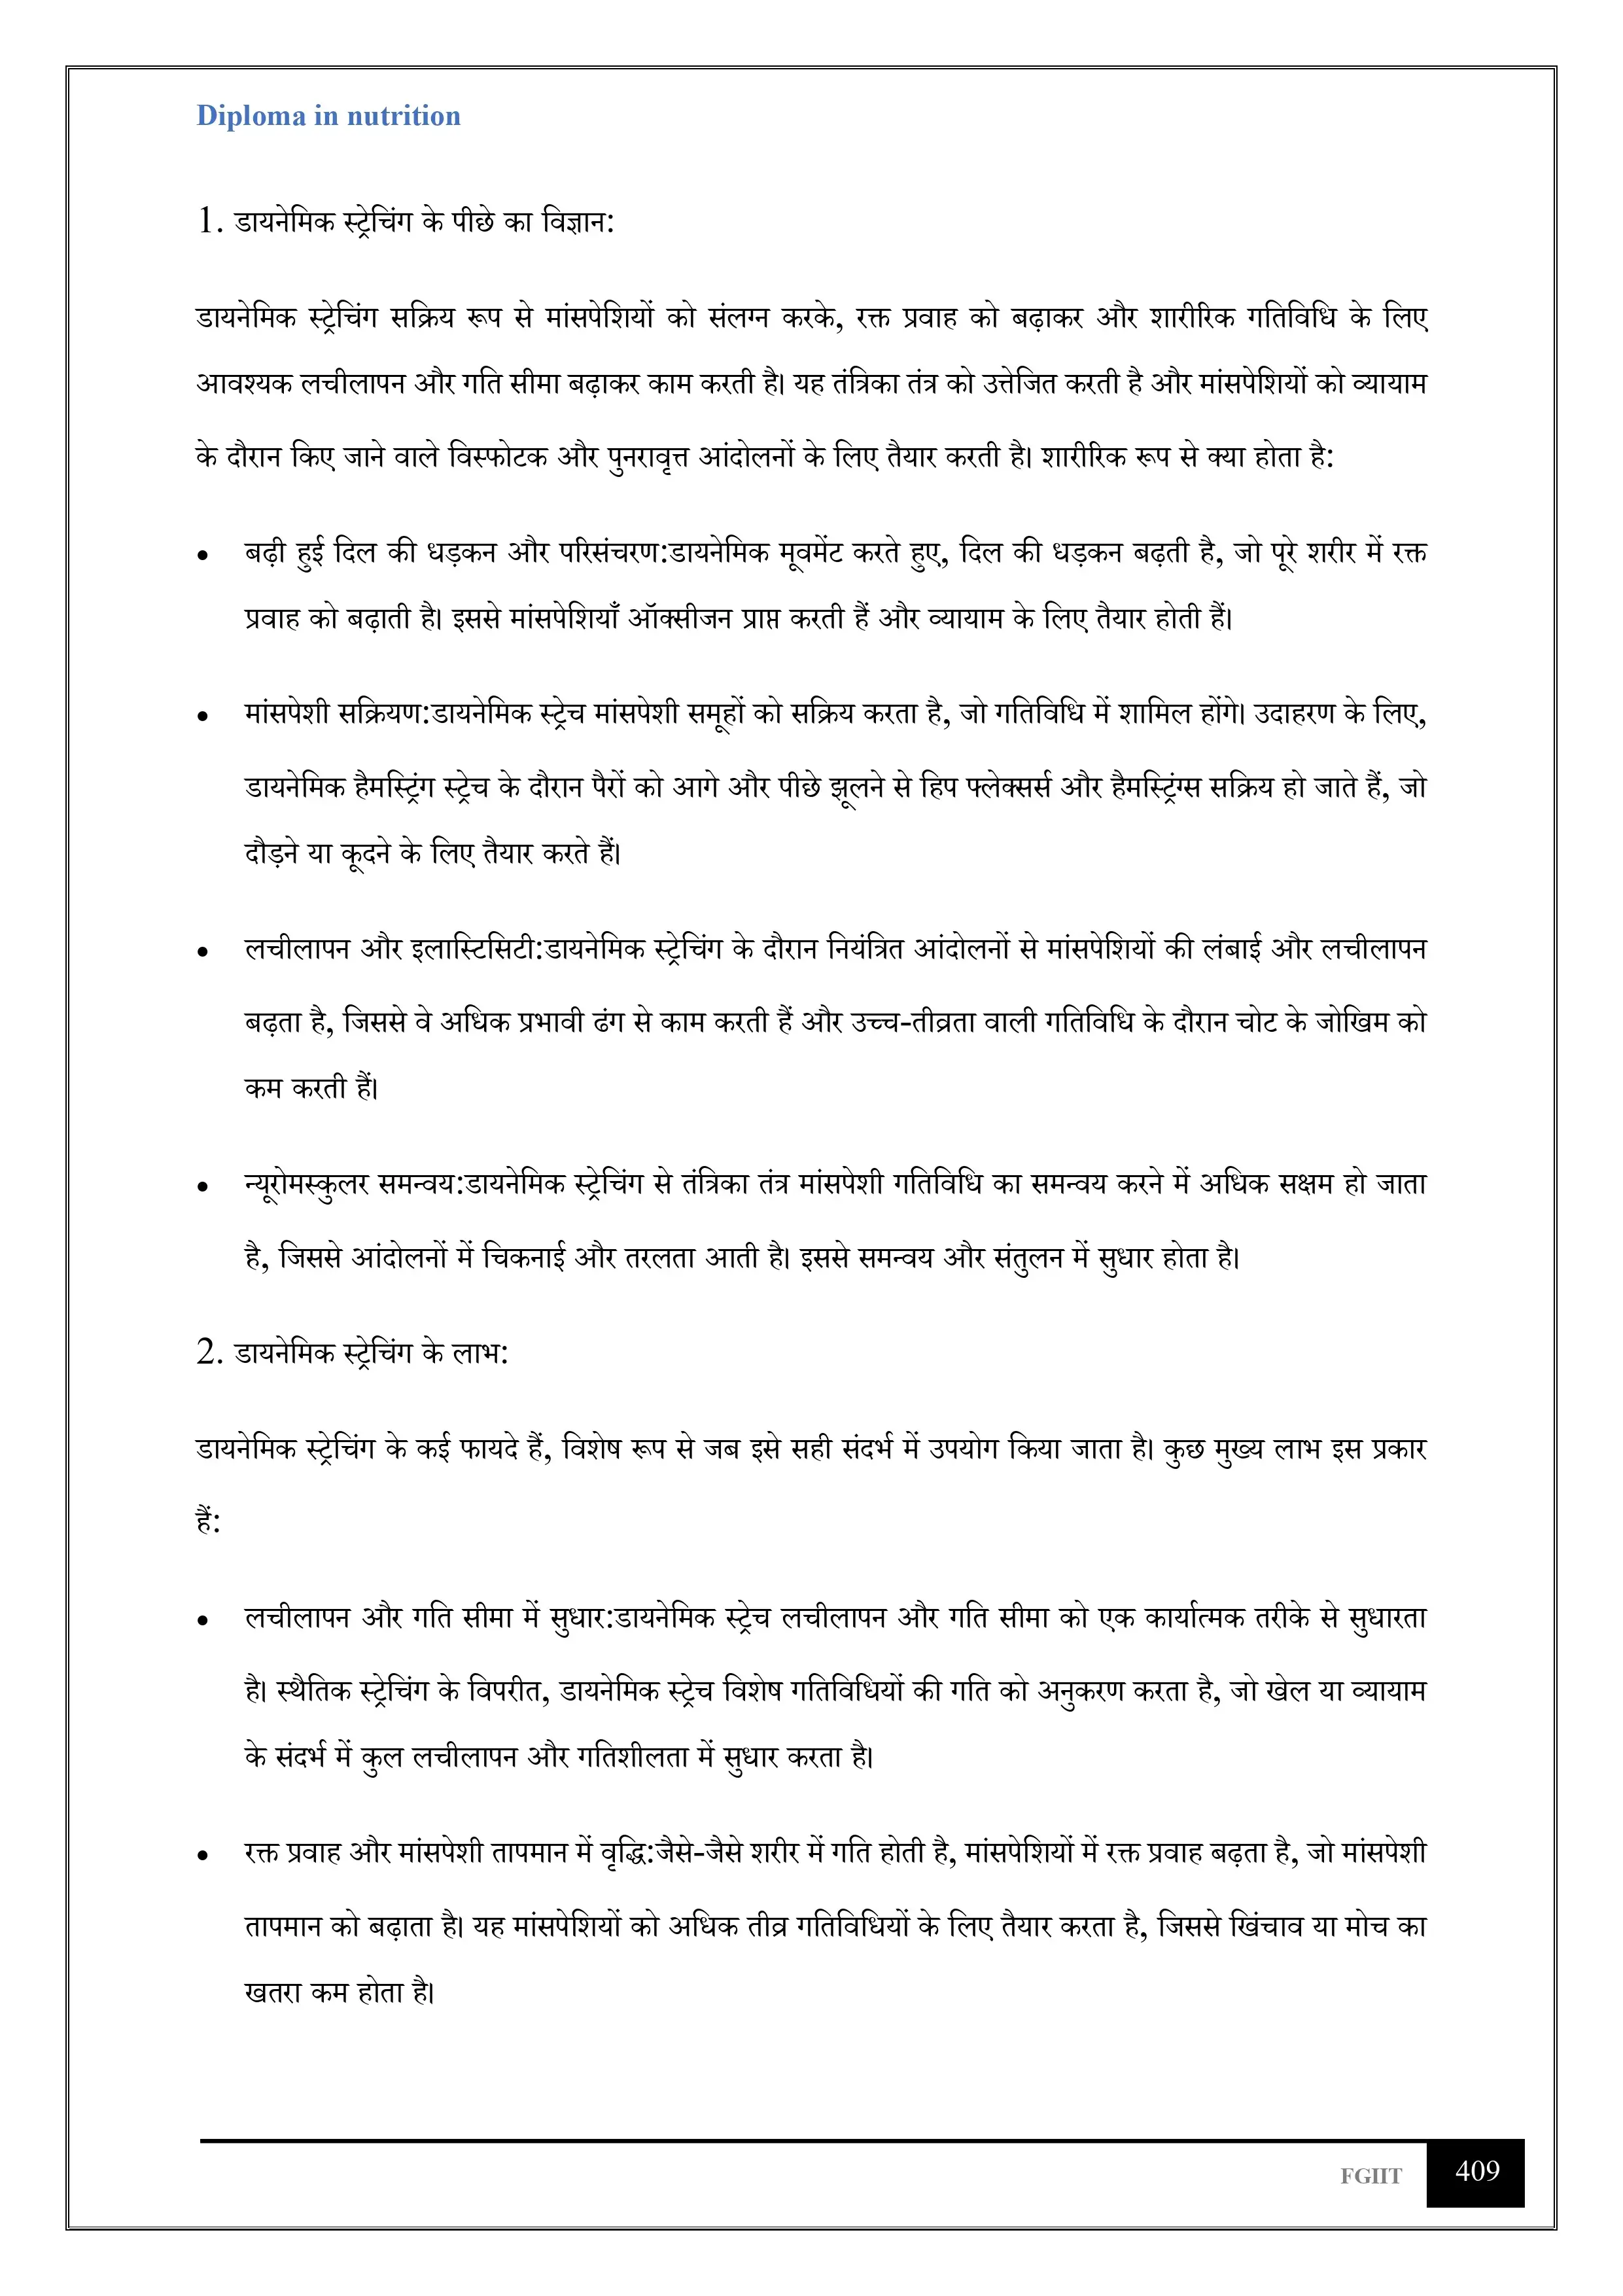 Diploma in nutrition
1. डायनेमिक स्ट्रेचिंग के पीछे का विज्ञान:
डायनेमिक स्ट्रेचिंग सक्रिय रूप से मांसपेशियों को संलग्न करके, रक्त प्रवाह को बढ़ाकर और शारीरिक गतिविधि के लिए
आवश्यक लचीलापन और गति सीमा बढ़ाकर काम करती है। यह तंत्रिका तंत्र को उत्तेजित करती है और मांसपेशियों को व्यायाम
के दौरान किए जाने वाले विस्फोटक और पुनरावृत्त आंदोलनों के लिए तैयार करती है। शारीरिक रूप से क्या होता है:
• बढ़ी हुई दिल की धड़कन और परिसंचरण:डायनेमिक मूवमेंट करते हुए, दिल की धड़कन बढ़ती है, जो पूरे शरीर में रक्त
प्रवाह को बढ़ाती है। इससे मांसपेशियाँ ऑक्सीजन प्राप्त करती हैं और व्यायाम के लिए तैयार होती हैं।
• मांसपेशी सक्रियण:डायनेमिक स्ट्रेच मांसपेशी समूहों को सक्रिय करता है, जो गतिविधि में शामिल होंगे। उदाहरण के लिए,
डायनेमिक हैमस्ट्रिंग स्ट्रेच के दौरान पैरों को आगे और पीछे झूलने से हिप फ्लेक्सर्स और हैमस्ट्रिंग्स सक्रिय हो जाते हैं, जो
दौड़ने या कूदने के लिए तैयार करते हैं।
• लचीलापन और इलास्टिसिटी:डायनेमिक स्ट्रेचिंग के दौरान नियंत्रित आंदोलनों से मांसपेशियों की लंबाई और लचीलापन
बढ़ता है, जिससे वे अधिक प्रभावी ढंग से काम करती हैं और उच्च-तीव्रता वाली गतिविधि के दौरान चोट के जोखिम को
कम करती हैं।
• न्यूरोमस्कुलर समन्वय:डायनेमिक स्ट्रेचिंग से तंत्रिका तंत्र मांसपेशी गतिविधि का समन्वय करने में अधिक सक्षम हो जाता
है, जिससे आंदोलनों में चिकनाई और तरलता आती है। इससे समन्वय और संतुलन में सुधार होता है।
2. डायनेमिक स्ट्रेचिंग के लाभ:
डायनेमिक स्ट्रेचिंग के कई फायदे हैं, विशेष रूप से जब इसे सही संदर्भ में उपयोग किया जाता है। कुछ मुख्य लाभ इस प्रकार
हैं:
• लचीलापन और गति सीमा में सुधार:डायनेमिक स्ट्रेच लचीलापन और गति सीमा को एक कार्यात्मक तरीके से सुधारता
है। स्थैतिक स्ट्रेचिंग के विपरीत, डायनेमिक स्ट्रेच विशेष गतिविधियों की गति को अनुकरण करता है, जो खेल या व्यायाम
के संदर्भ में कुल लचीलापन और गतिशीलता में सुधार करता है।
• रक्त प्रवाह और मांसपेशी तापमान में वृद्धि:जैसे-जैसे शरीर में गति होती है, मांसपेशियों में रक्त प्रवाह बढ़ता है, जो मांसपेशी
तापमान को बढ़ाता है। यह मांसपेशियों को अधिक तीव्र गतिविधियों के लिए तैयार करता है, जिससे खिंचाव या मोच का
खतरा कम होता है।
FGIIT 409